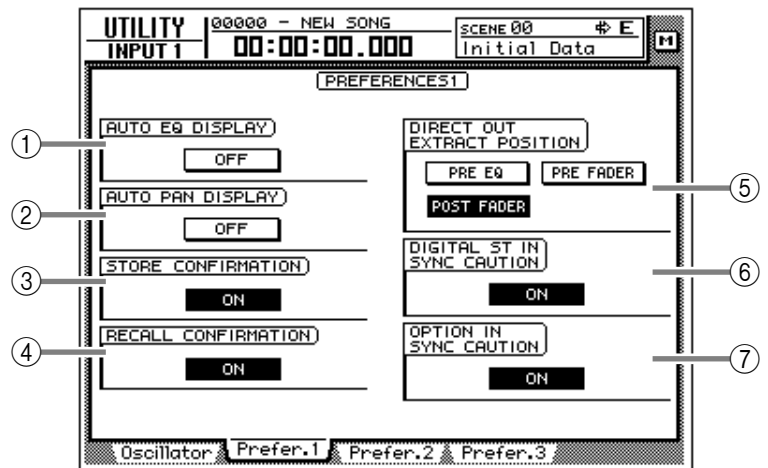 UTILITY
INPUT 1
00000 - NEW SONG
00:00:00.000
SCENE 00 E
Initial Data
M
PREFERENCES1
① AUTO EQ DISPLAY
OFF
② AUTO PAN DISPLAY
OFF
③ STORE CONFIRMATION
ON
④ RECALL CONFIRMATION
ON
DIRECT OUT
EXTRACT POSITION
PRE EQ PRE FADER
POST FADER ⑤
DIGITAL ST IN
SYNC CAUTION
ON ⑥
OPTION IN
SYNC CAUTION
ON ⑦
Oscillator Prefer.1 Prefer.2 Prefer.3